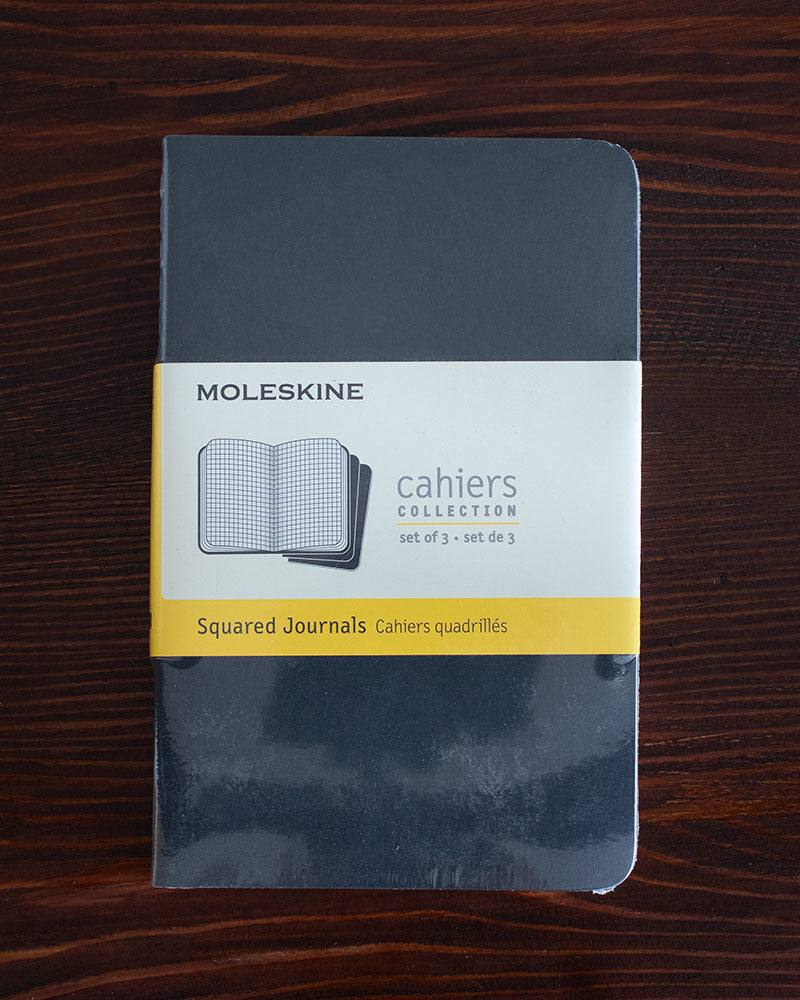 MOLESKINE
cahiers
COLLECTION
set of 3 • set de 3
Squared Journals Cahiers quadrillés